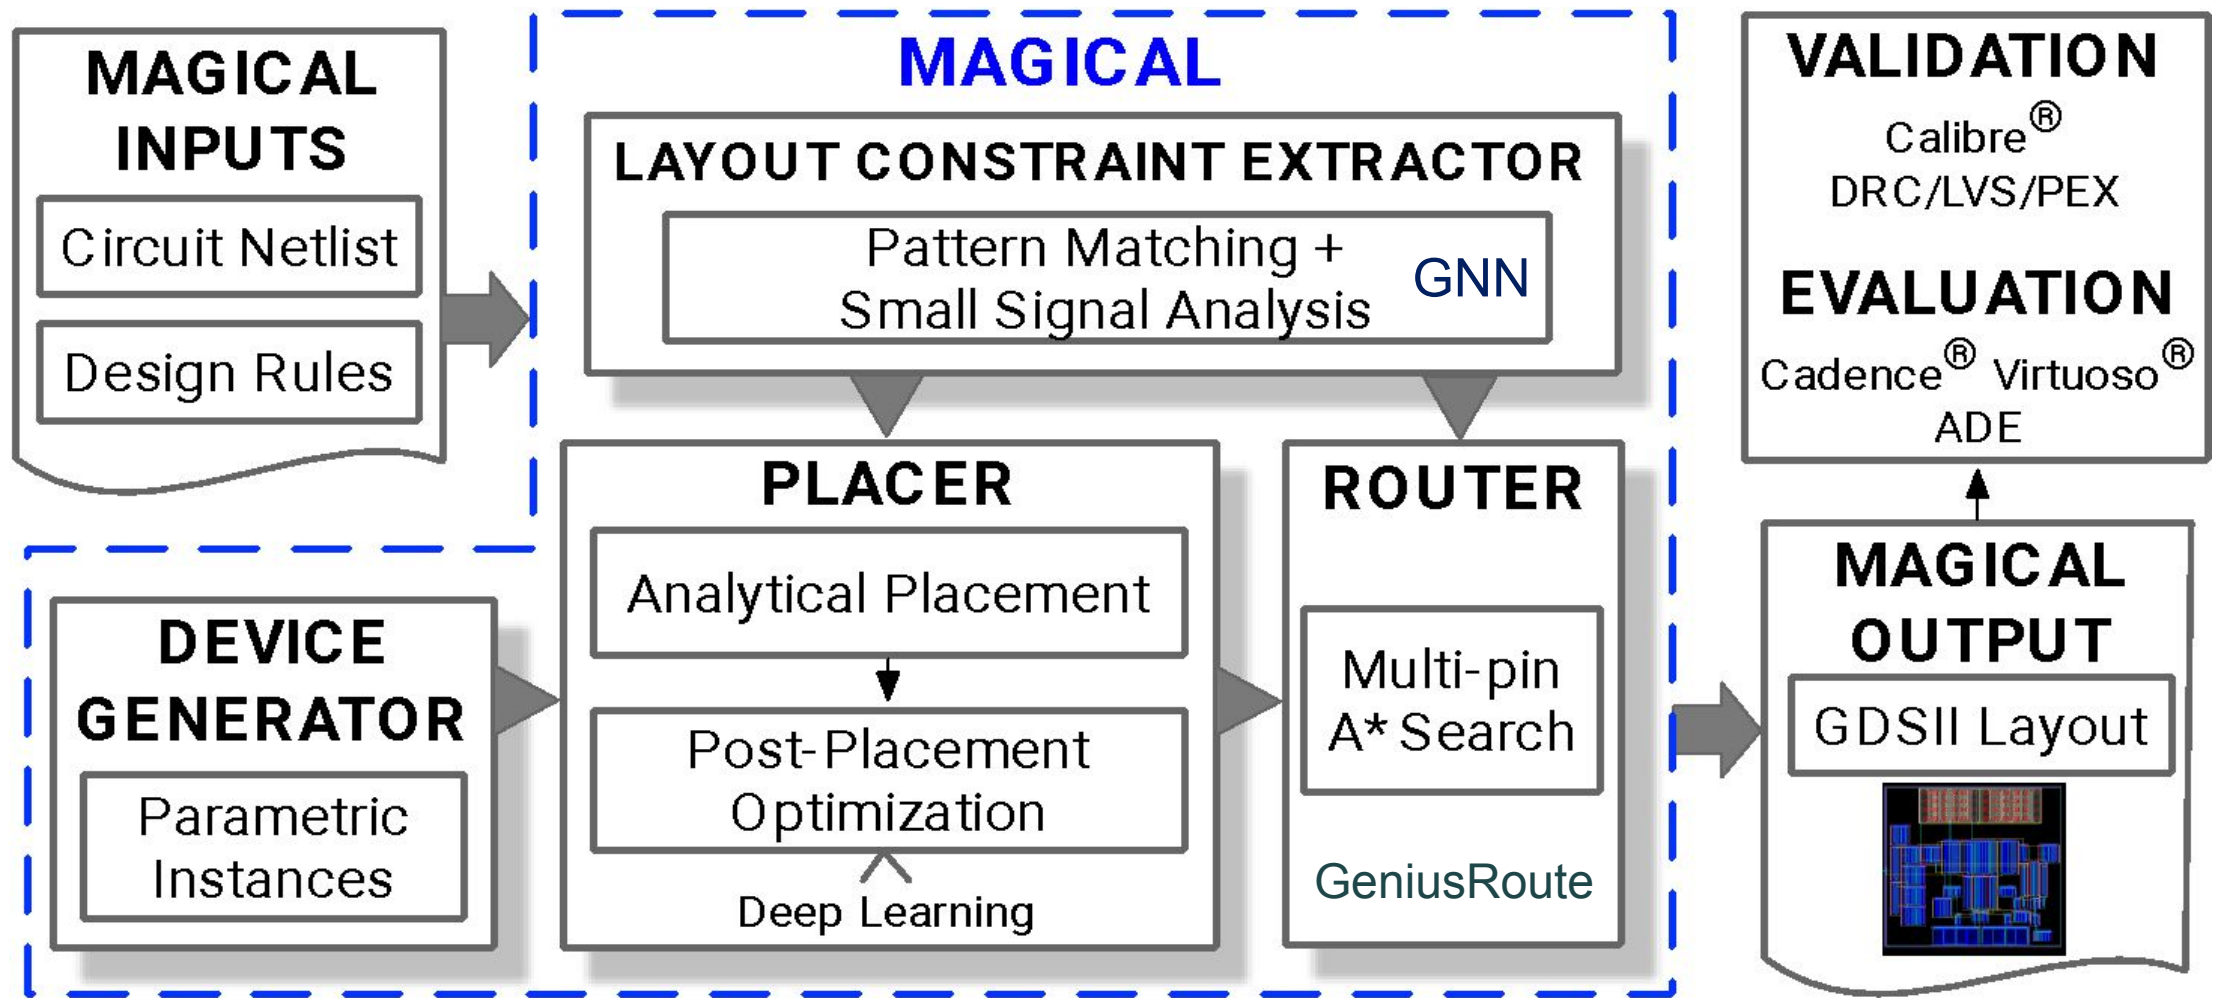 MAGICAL
INPUTS
Circuit Netlist
Design Rules
MAGICAL
LAYOUT CONSTRAINT EXTRACTOR
Pattern Matching +
Small Signal Analysis
GNN
DEVICE
GENERATOR
Parametric
Instances
PLACER
Analytical Placement
Post-Placement
Optimization
Deep Learning
ROUTER
Multi-pin
A* Search
GeniusRoute
VALIDATION
Calibre®
DRC/LVS/PEX
EVALUATION
Cadence® Virtuoso®
ADE
MAGICAL
OUTPUT
GDSII Layout